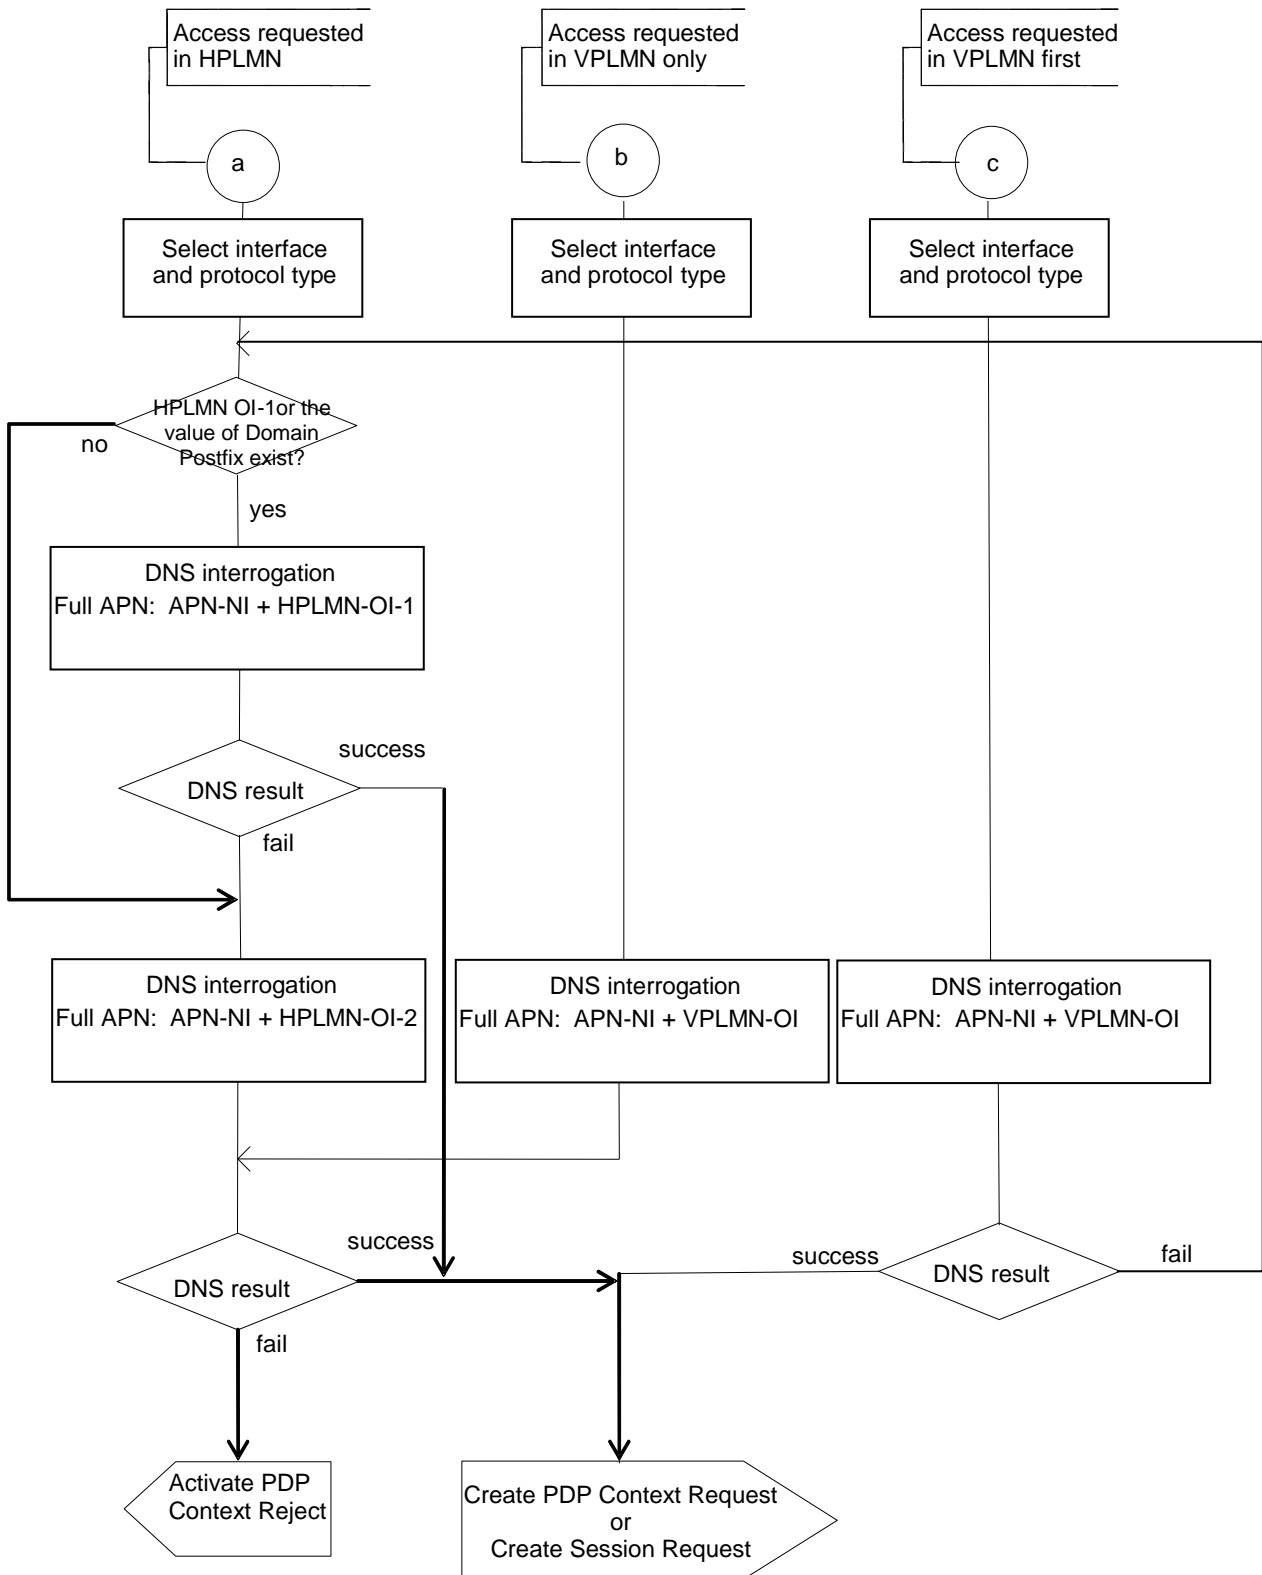 Access requested
in HPLMN
Access requested
in VPLMN only
Access requested
in VPLMN first
a
b
c
Select interface
and protocol type
Select interface
and protocol type
Select interface
and protocol type
HPLMN OI-1or the
value of Domain
Postfix exist?
no
yes
DNS interrogation
Full APN: APN-NI + HPLMN-OI-1
success
DNS result
fail
DNS interrogation
Full APN: APN-NI + HPLMN-OI-2
DNS interrogation
Full APN: APN-NI + VPLMN-OI
DNS interrogation
Full APN: APN-NI + VPLMN-OI
success
DNS result
fail
success
DNS result
fail
Activate PDP
Context Reject
Create PDP Context Request
or
Create Session Request